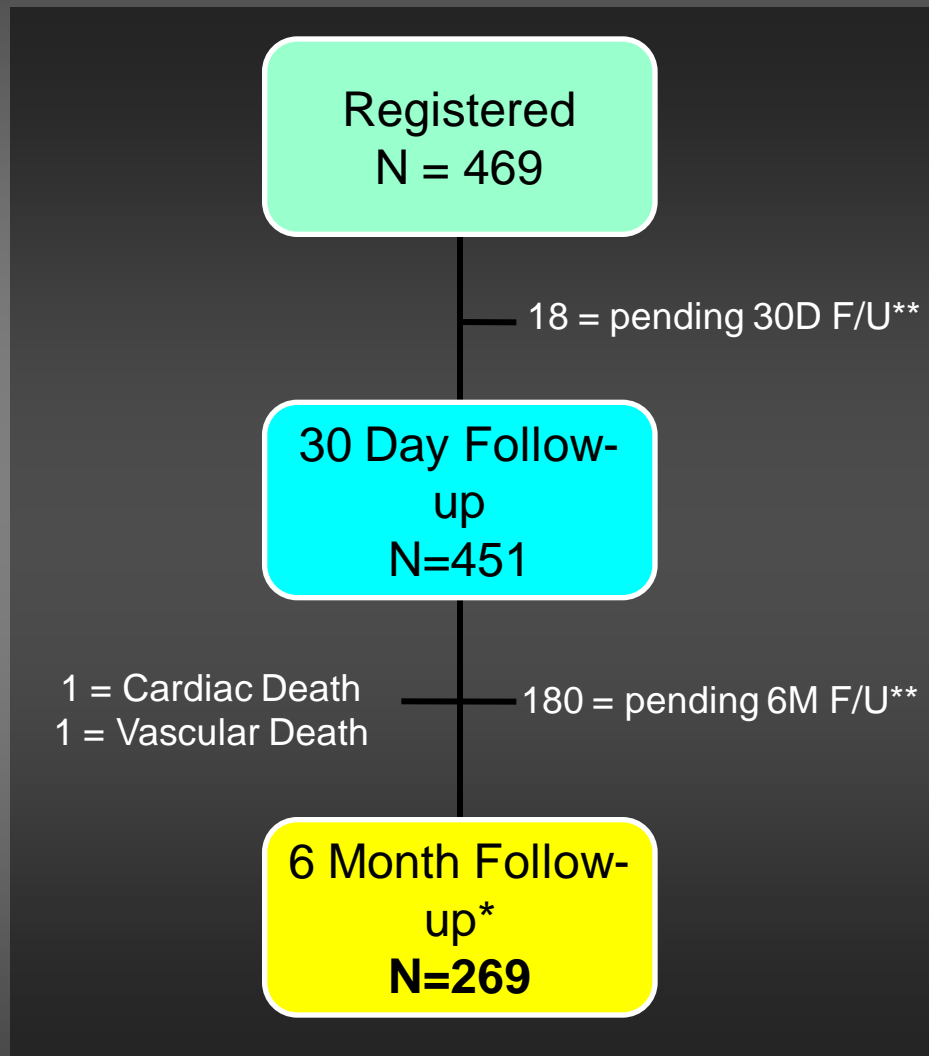 Registered
N = 469
18 = pending 30D F/U**
30 Day Follow-
up
N=451
1 = Cardiac Death
1 = Vascular Death
180 = pending 6M F/U**
6 Month Follow-
up*
N=269